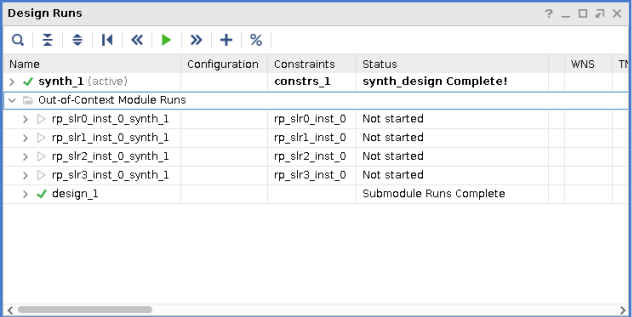 Design Runs
Name Configuration Constraints Status WNS
synth_1 (active) constrs_1 synth_design Complete!
Out-of-Context Module Runs
rp_slr0_inst_0_synth_1 rp_slr0_inst_0 Not started
rp_slr1_inst_0_synth_1 rp_slr1_inst_0 Not started
rp_slr2_inst_0_synth_1 rp_slr2_inst_0 Not started
rp_slr3_inst_0_synth_1 rp_slr3_inst_0 Not started
design_1 Submodule Runs Complete